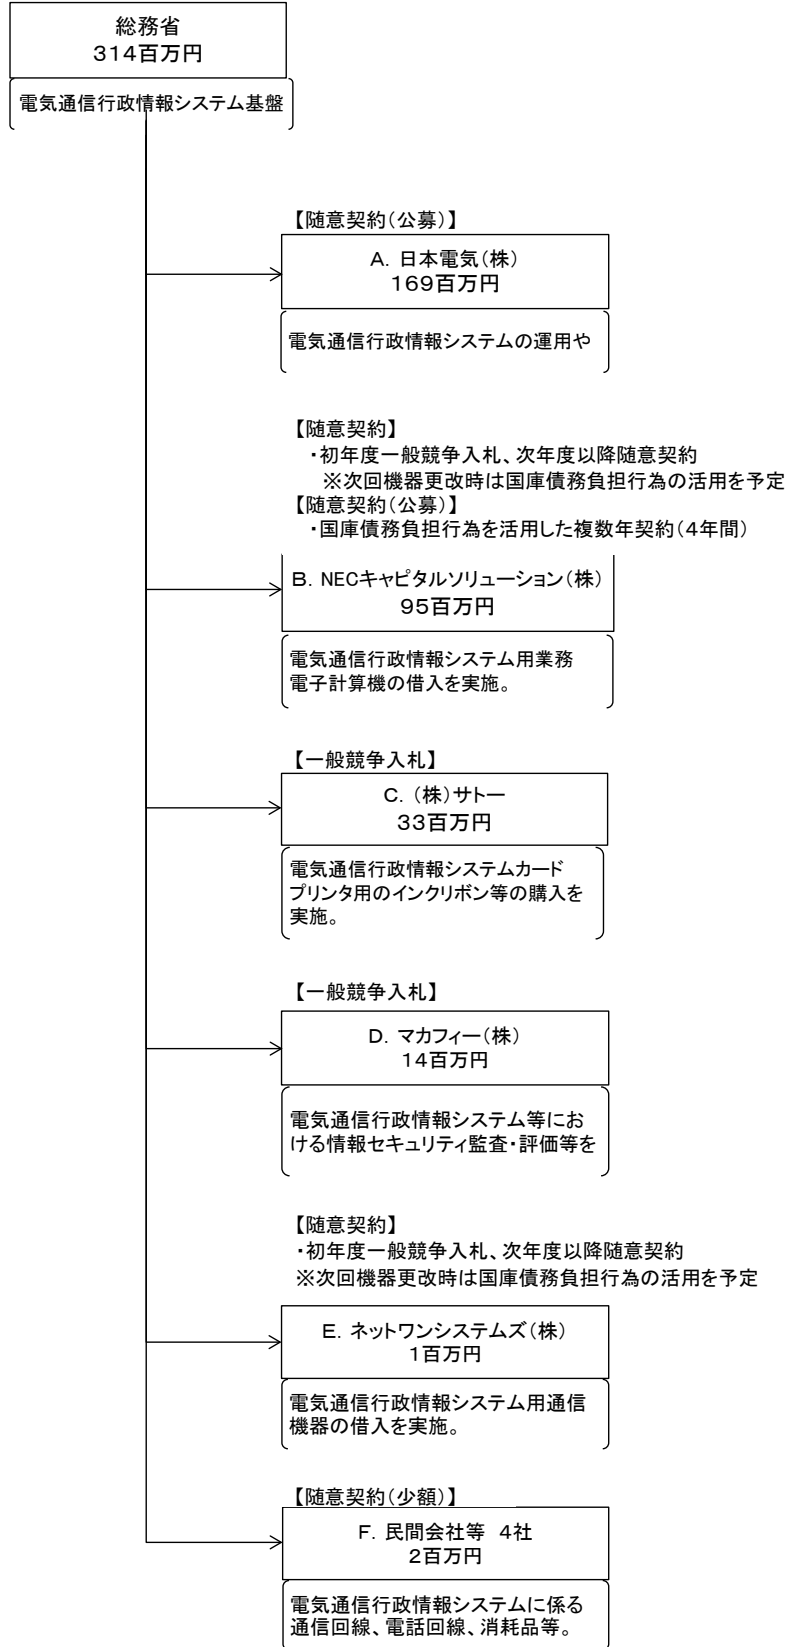 総務省
314百万円
電気通信行政情報システム基盤
【随意契約(公募)】
A. 日本電気(株)
169百万円
電気通信行政情報システムの運用や
【随意契約】
・初年度一般競争入札、次年度以降随意契約
※次回機器更改時は国庫債務負担行為の活用を予定
【随意契約(公募)】
・国庫債務負担行為を活用した複数年契約(4年間)
B. NECキャピタルソリューション(株)
95百万円
電気通信行政情報システム用業務
電子計算機の借入を実施。
【一般競争入札】
C. (株)サトー
33百万円
電気通信行政情報システムカード
プリンタ用のインクリボン等の購入を
実施。
【一般競争入札】
D. マカフィー(株)
14百万円
電気通信行政情報システム等にお
ける情報セキュリティ監査・評価等を
【随意契約】
・初年度一般競争入札、次年度以降随意契約
※次回機器更改時は国庫債務負担行為の活用を予定
E. ネットワンシステムズ(株)
1百万円
電気通信行政情報システム用通信
機器の借入を実施。
【随意契約(少額)】
F. 民間会社等 4社
2百万円
電気通信行政情報システムに係る
通信回線、電話回線、消耗品等。